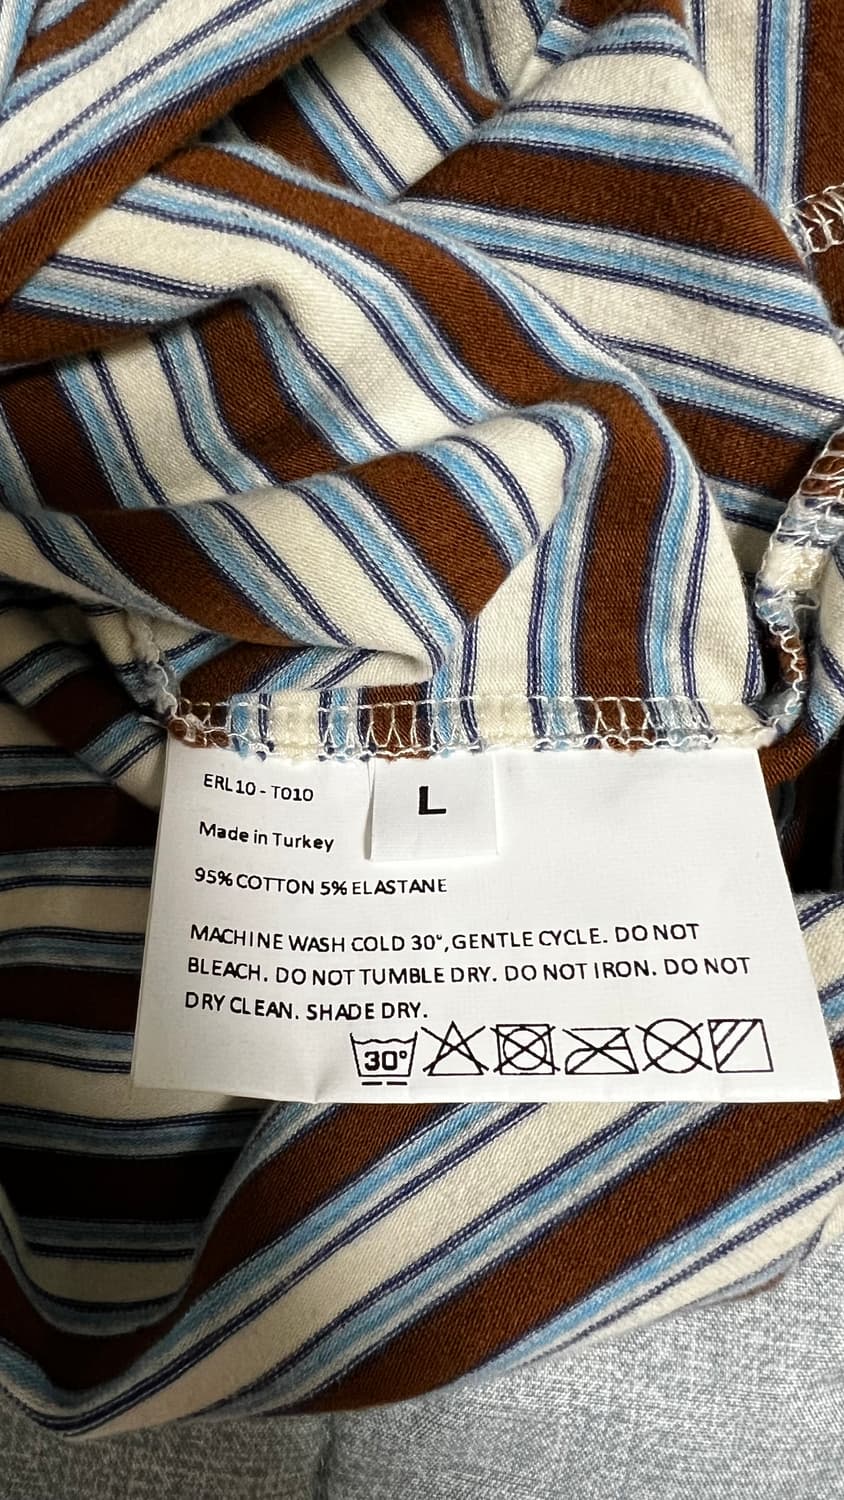 ERL10 - T010
L
Made in Turkey
95% COTTON 5% ELASTANE
MACHINE WASH COLD 30°, GENTLE CYCLE. DO NOT
BLEACH. DO NOT TUMBLE DRY. DO NOT IRON. DO NOT
DRY CLEAN. SHADE DRY.
30°